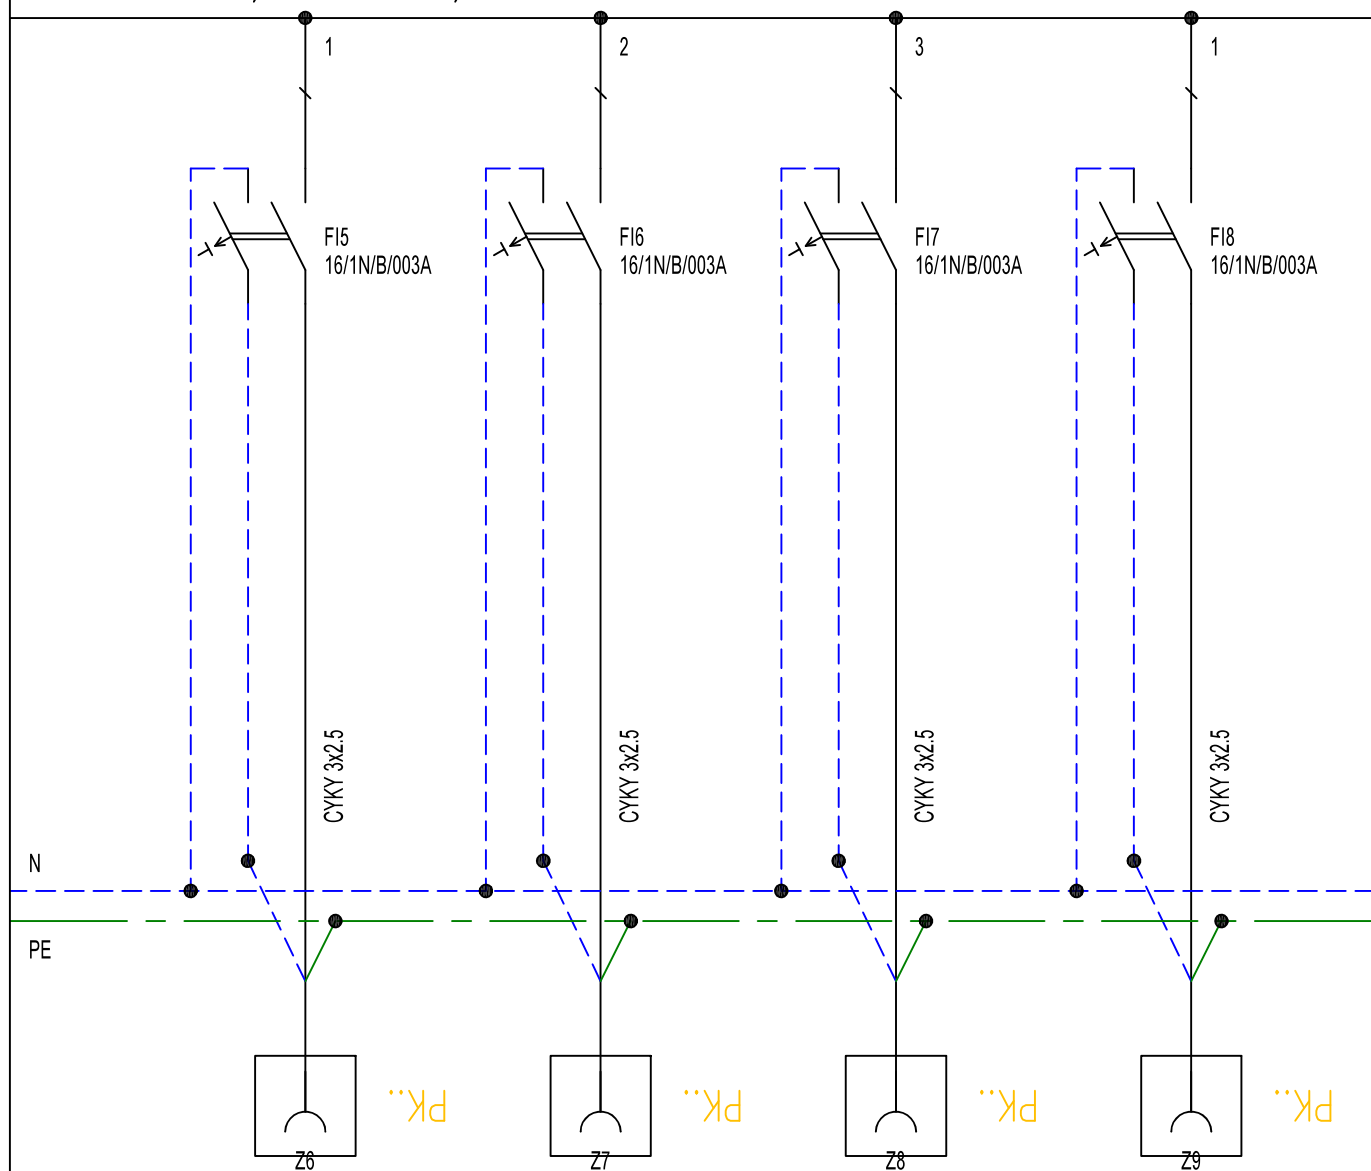 1
2
3
1
FI5
16/1N/B/003A
FI6
16/1N/B/003A
FI7
16/1N/B/003A
FI8
16/1N/B/003A
CYKY 3x2.5
CYKY 3x2.5
CYKY 3x2.5
CYKY 3x2.5
N
PE
PK..
PK..
PK..
PK..
Z6
Z7
Z8
Z9